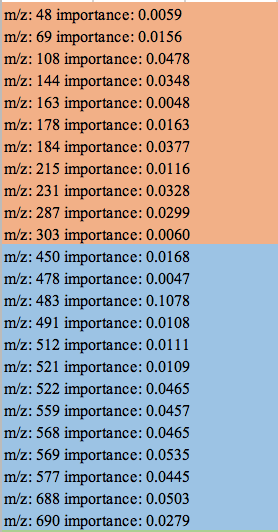 m/z: 48 importance: 0.0059
m/z: 69 importance: 0.0156
m/z: 108 importance: 0.0478
m/z: 144 importance: 0.0348
m/z: 163 importance: 0.0048
m/z: 178 importance: 0.0163
m/z: 184 importance: 0.0377
m/z: 215 importance: 0.0116
m/z: 231 importance: 0.0328
m/z: 287 importance: 0.0299
m/z: 303 importance: 0.0060
m/z: 450 importance: 0.0168
m/z: 478 importance: 0.0047
m/z: 483 importance: 0.1078
m/z: 491 importance: 0.0108
m/z: 512 importance: 0.0111
m/z: 521 importance: 0.0109
m/z: 522 importance: 0.0465
m/z: 559 importance: 0.0457
m/z: 568 importance: 0.0465
m/z: 569 importance: 0.0535
m/z: 577 importance: 0.0445
m/z: 688 importance: 0.0503
m/z: 690 importance: 0.0279